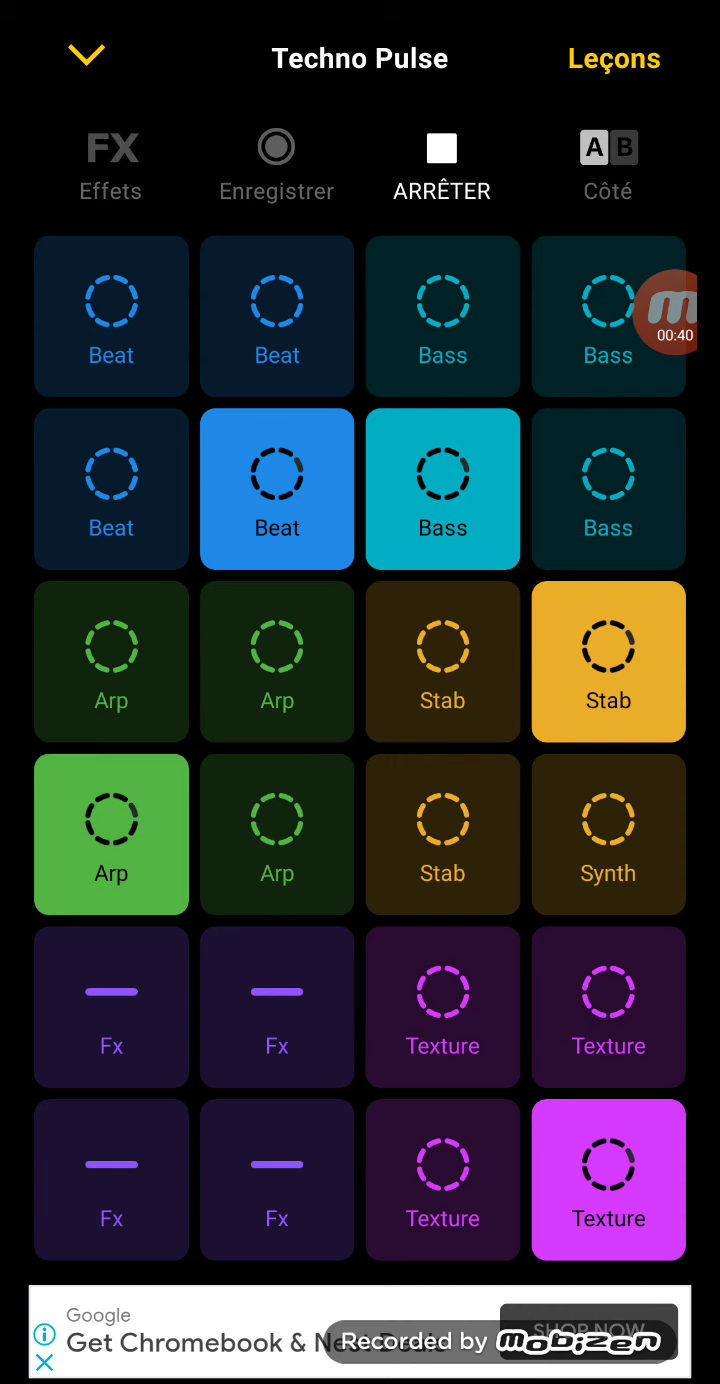 Techno Pulse
Leçons
FX
A B
Effets
Enregistrer
ARRÊTER
Côté
Beat
Beat
Bass
Bass
00:40
Beat
Beat
Bass
Bass
Arp
Arp
Stab
Stab
Arp
Arp
Stab
Synth
Fx
Fx
Texture
Texture
Fx
Fx
Texture
Texture
Google
SHOP NOW
Get Chromebook &
Recorded by mobizen